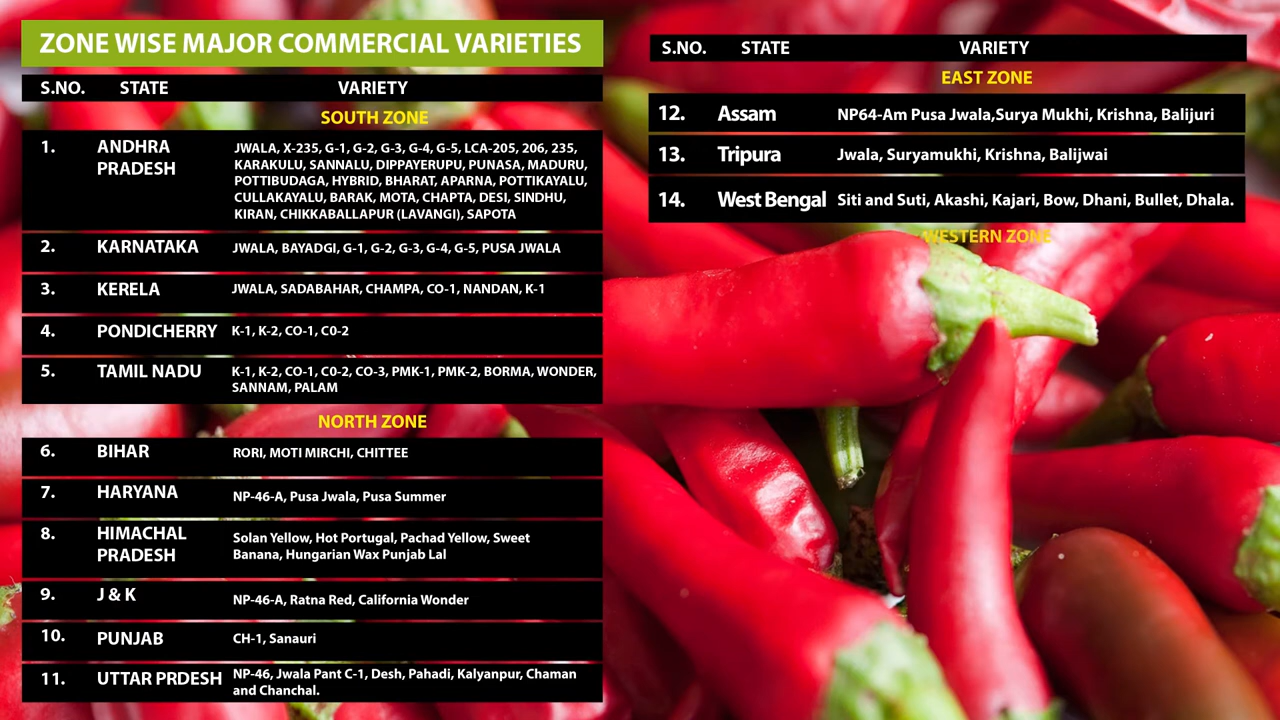 ZONE WISE MAJOR COMMERCIAL VARIETIES
S.NO. STATE VARIETY
SOUTH ZONE
1. ANDHRA PRADESH JWALA, X-235, G-1, G-2, G-3, G-4, G-5, LCA-205, 206, 235,
KARAKULU, SANNALU, DIPPAYERUPU, PUNASA, MADURU,
POTTIBUDAGA, HYBRID, BHARAT, APARNA, POTTIKAYALU,
CULLAKAYALU, BARAK, MOTA, CHAPTA, DESI, SINDHU,
KIRAN, CHIKKABALLAPUR (LAVANGI), SAPOTA
2. KARNATAKA JWALA, BAYADGI, G-1, G-2, G-3, G-4, G-5, PUSA JWALA
3. KERELA JWALA, SADABAHAR, CHAMPA, CO-1, NANDAN, K-1
4. PONDICHERRY K-1, K-2, CO-1, C0-2
5. TAMIL NADU K-1, K-2, CO-1, C0-2, CO-3, PMK-1, PMK-2, BORMA, WONDER,
SANNAM, PALAM
NORTH ZONE
6. BIHAR RORI, MOTI MIRCHI, CHITTEE
7. HARYANA NP-46-A, Pusa Jwala, Pusa Summer
8. HIMACHAL PRADESH Solan Yellow, Hot Portugal, Pachad Yellow, Sweet
Banana, Hungarian Wax Punjab Lal
9. J & K NP-46-A, Ratna Red, California Wonder
10. PUNJAB CH-1, Sanauri
11. UTTAR PRDESH NP-46, Jwala Pant C-1, Desh, Pahadi, Kalyanpur, Chaman
and Chanchal.
S.NO. STATE VARIETY
EAST ZONE
12. Assam NP64-Am Pusa Jwala,Surya Mukhi, Krishna, Balijuri
13. Tripura Jwala, Suryamukhi, Krishna, Balijwai
14. West Bengal Siti and Suti, Akashi, Kajari, Bow, Dhani, Bullet, Dhala.
WESTERN ZONE